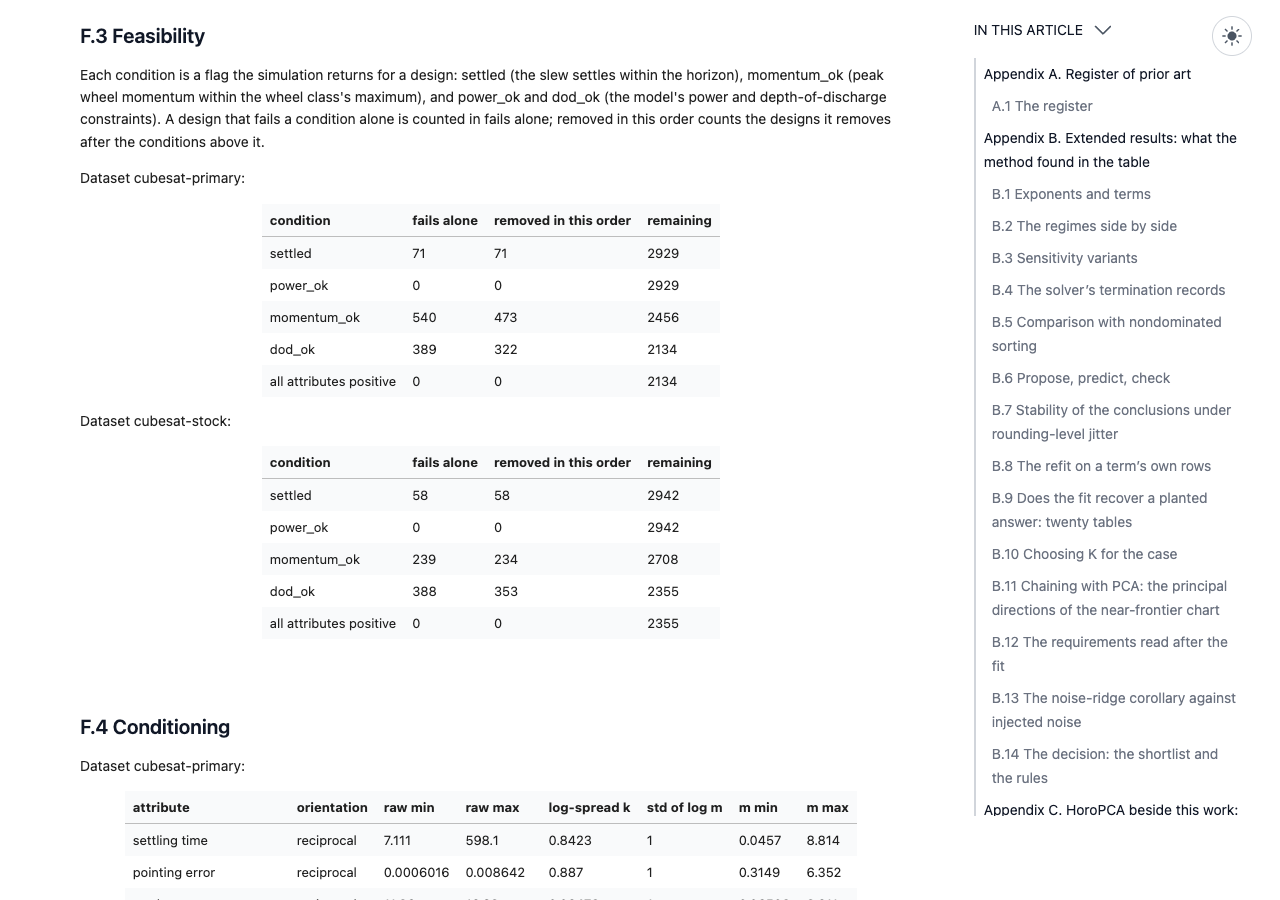 F.3 Feasibility
Each condition is a flag the simulation returns for a design: settled (the slew settles within the horizon), momentum_ok (peak
wheel momentum within the wheel class's maximum), and power_ok and dod_ok (the model's power and depth-of-discharge
constraints). A design that fails a condition alone is counted in fails alone; removed in this order counts the designs it removes
after the conditions above it.
Dataset cubesat-primary:
condition fails alone removed in this order remaining
settled 71 71 2929
power_ok 0 0 2929
momentum_ok 540 473 2456
dod_ok 389 322 2134
all attributes positive 0 0 2134
Dataset cubesat-stock:
condition fails alone removed in this order remaining
settled 58 58 2942
power_ok 0 0 2942
momentum_ok 239 234 2708
dod_ok 388 353 2355
all attributes positive 0 0 2355
F.4 Conditioning
Dataset cubesat-primary:
attribute orientation raw min raw max log-spread k std of log m m min m max
settling time reciprocal 7.111 598.1 0.8423 1 0.0457 8.814
pointing error reciprocal 0.0006016 0.008642 0.887 1 0.3149 6.352
IN THIS ARTICLE
Appendix A. Register of prior art
A.1 The register
Appendix B. Extended results: what the
method found in the table
B.1 Exponents and terms
B.2 The regimes side by side
B.3 Sensitivity variants
B.4 The solver’s termination records
B.5 Comparison with nondominated
sorting
B.6 Propose, predict, check
B.7 Stability of the conclusions under
rounding-level jitter
B.8 The refit on a term’s own rows
B.9 Does the fit recover a planted
answer: twenty tables
B.10 Choosing K for the case
B.11 Chaining with PCA: the principal
directions of the near-frontier chart
B.12 The requirements read after the
fit
B.13 The noise-ridge corollary against
injected noise
B.14 The decision: the shortlist and
the rules
Appendix C. HoroPCA beside this work: